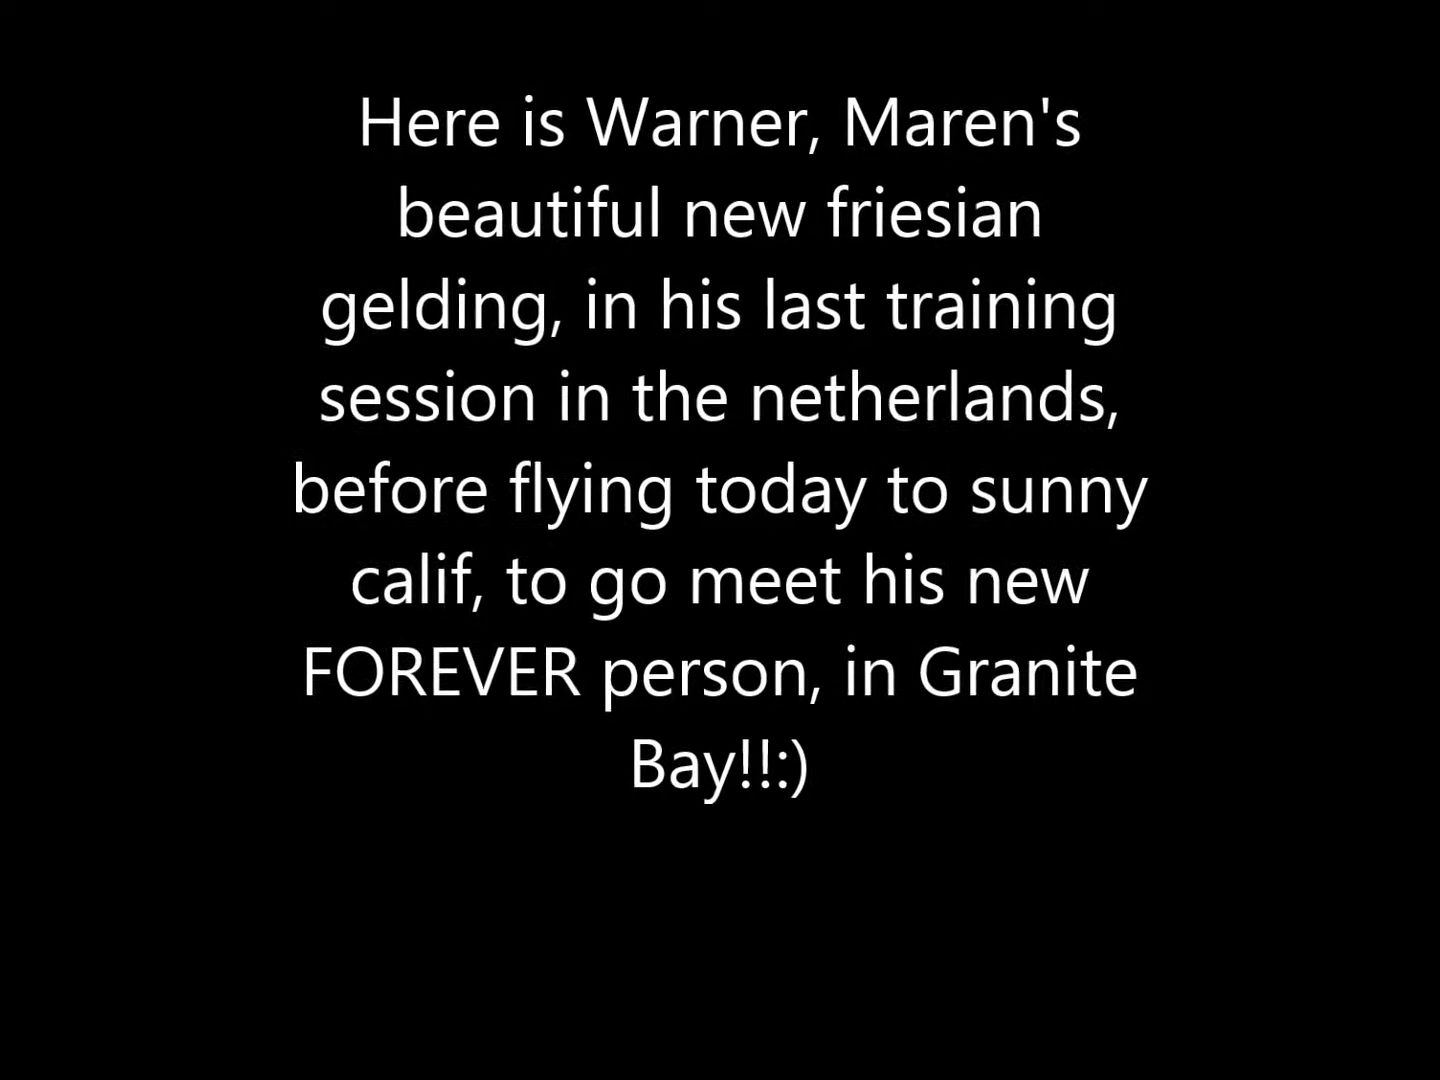 Here is Warner, Maren's
beautiful new friesian
gelding, in his last training
session in the netherlands,
before flying today to sunny
calif, to go meet his new
FOREVER person, in Granite
Bay!!:)